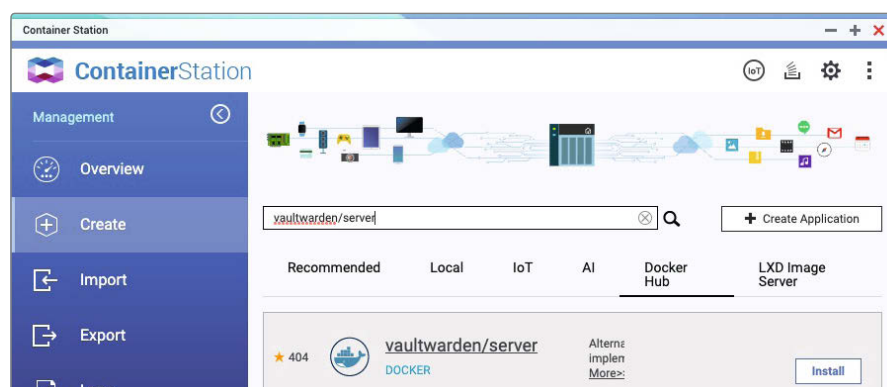 Container Station
ContainerStation
IoT
Management
Overview
vaultwarden/server
Create Application
Create
Recommended Local IoT AI Docker Hub LXD Image Server
Import
Export
404
vaultwarden/server
DOCKER
Alterna
implem
More>>
Install